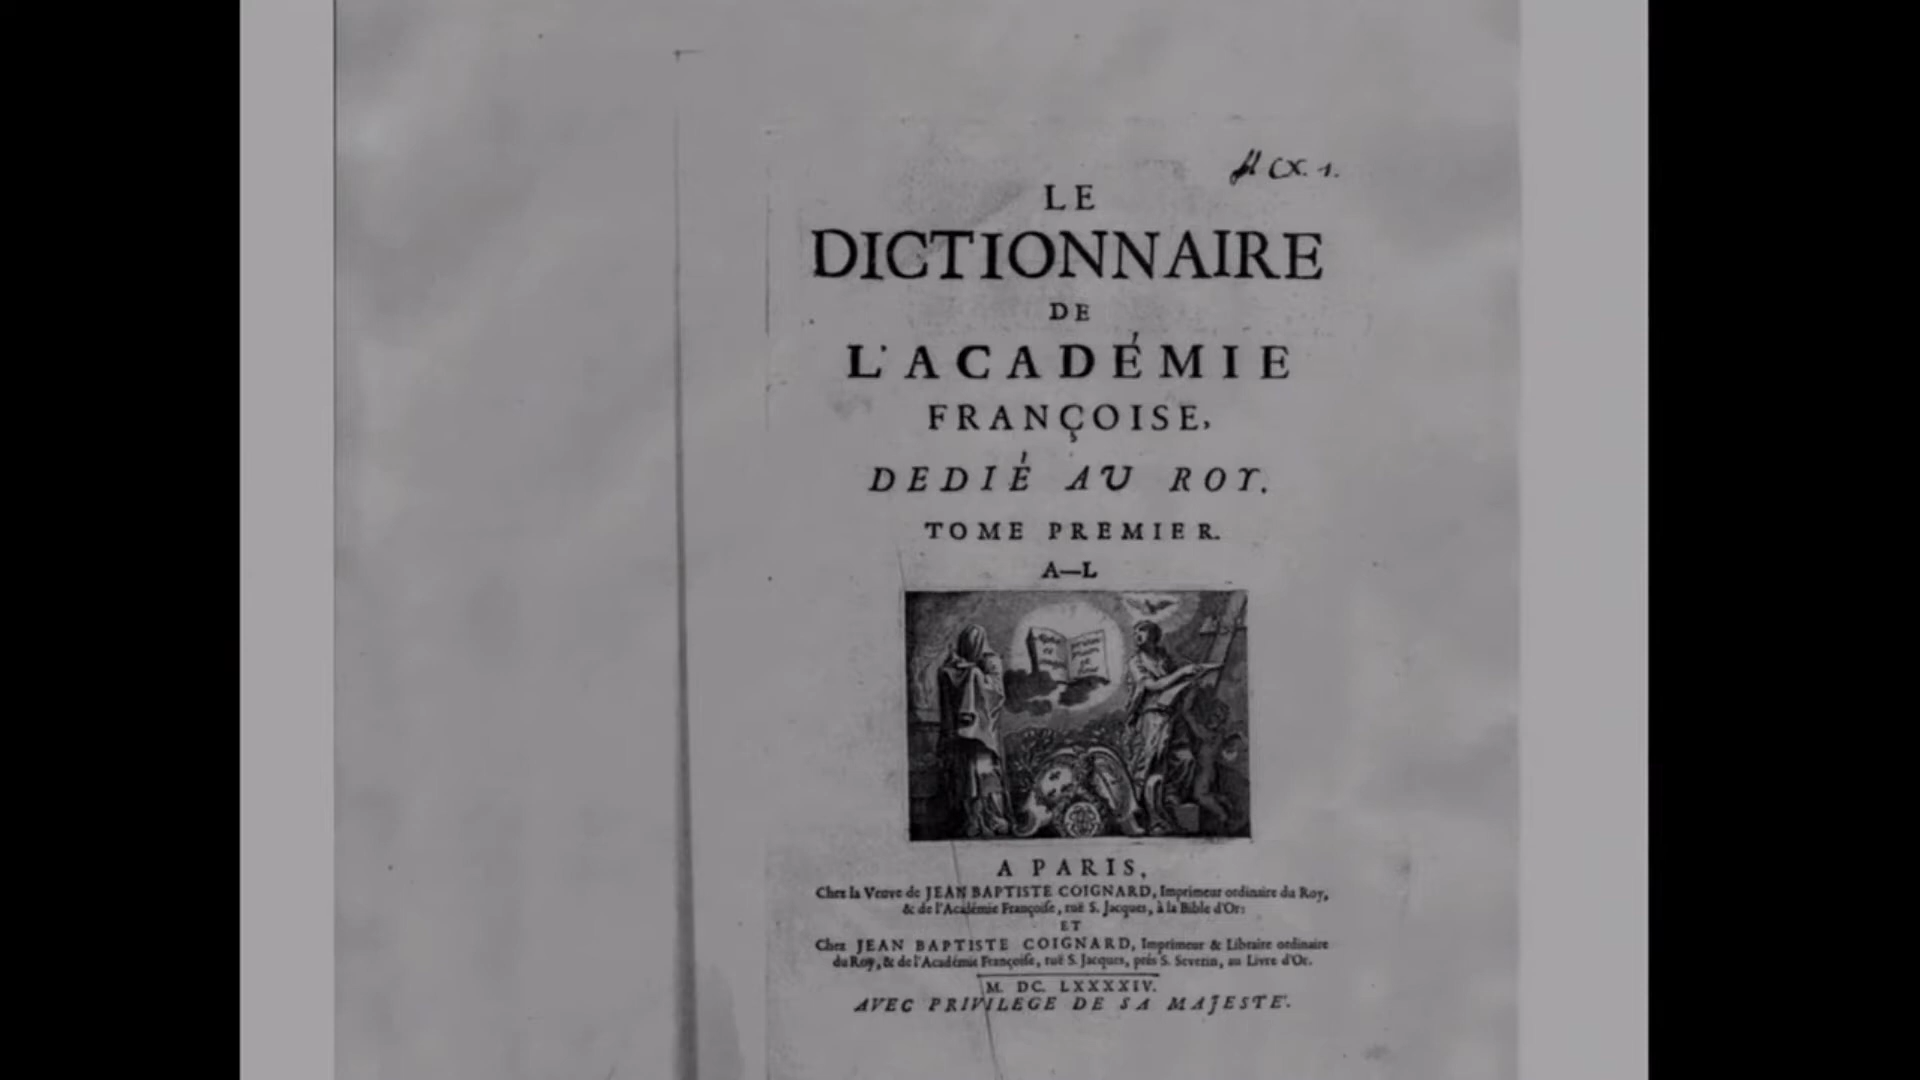 LE
DICTIONNAIRE
DE
L'ACADÉMIE
FRANÇOISE,
DEDIÉ AU ROY.
TOME PREMIER.
A—L
A PARIS,
Chez la Veuve de JEAN BAPTISTE COIGNARD, Imprimeur ordinaire du Roy,
& de l'Académie Françoise, ruë S. Jacques, à la Bible d'Or:
ET
Chez JEAN BAPTISTE COIGNARD, Imprimeur & Libraire ordinaire
du Roy, & de l'Académie Françoise, ruë S. Jacques, prés S. Severin, au Livre d'Or.
M. DC. LXXXXIV.
AVEC PRIVILEGE DE SA MAJESTÉ.